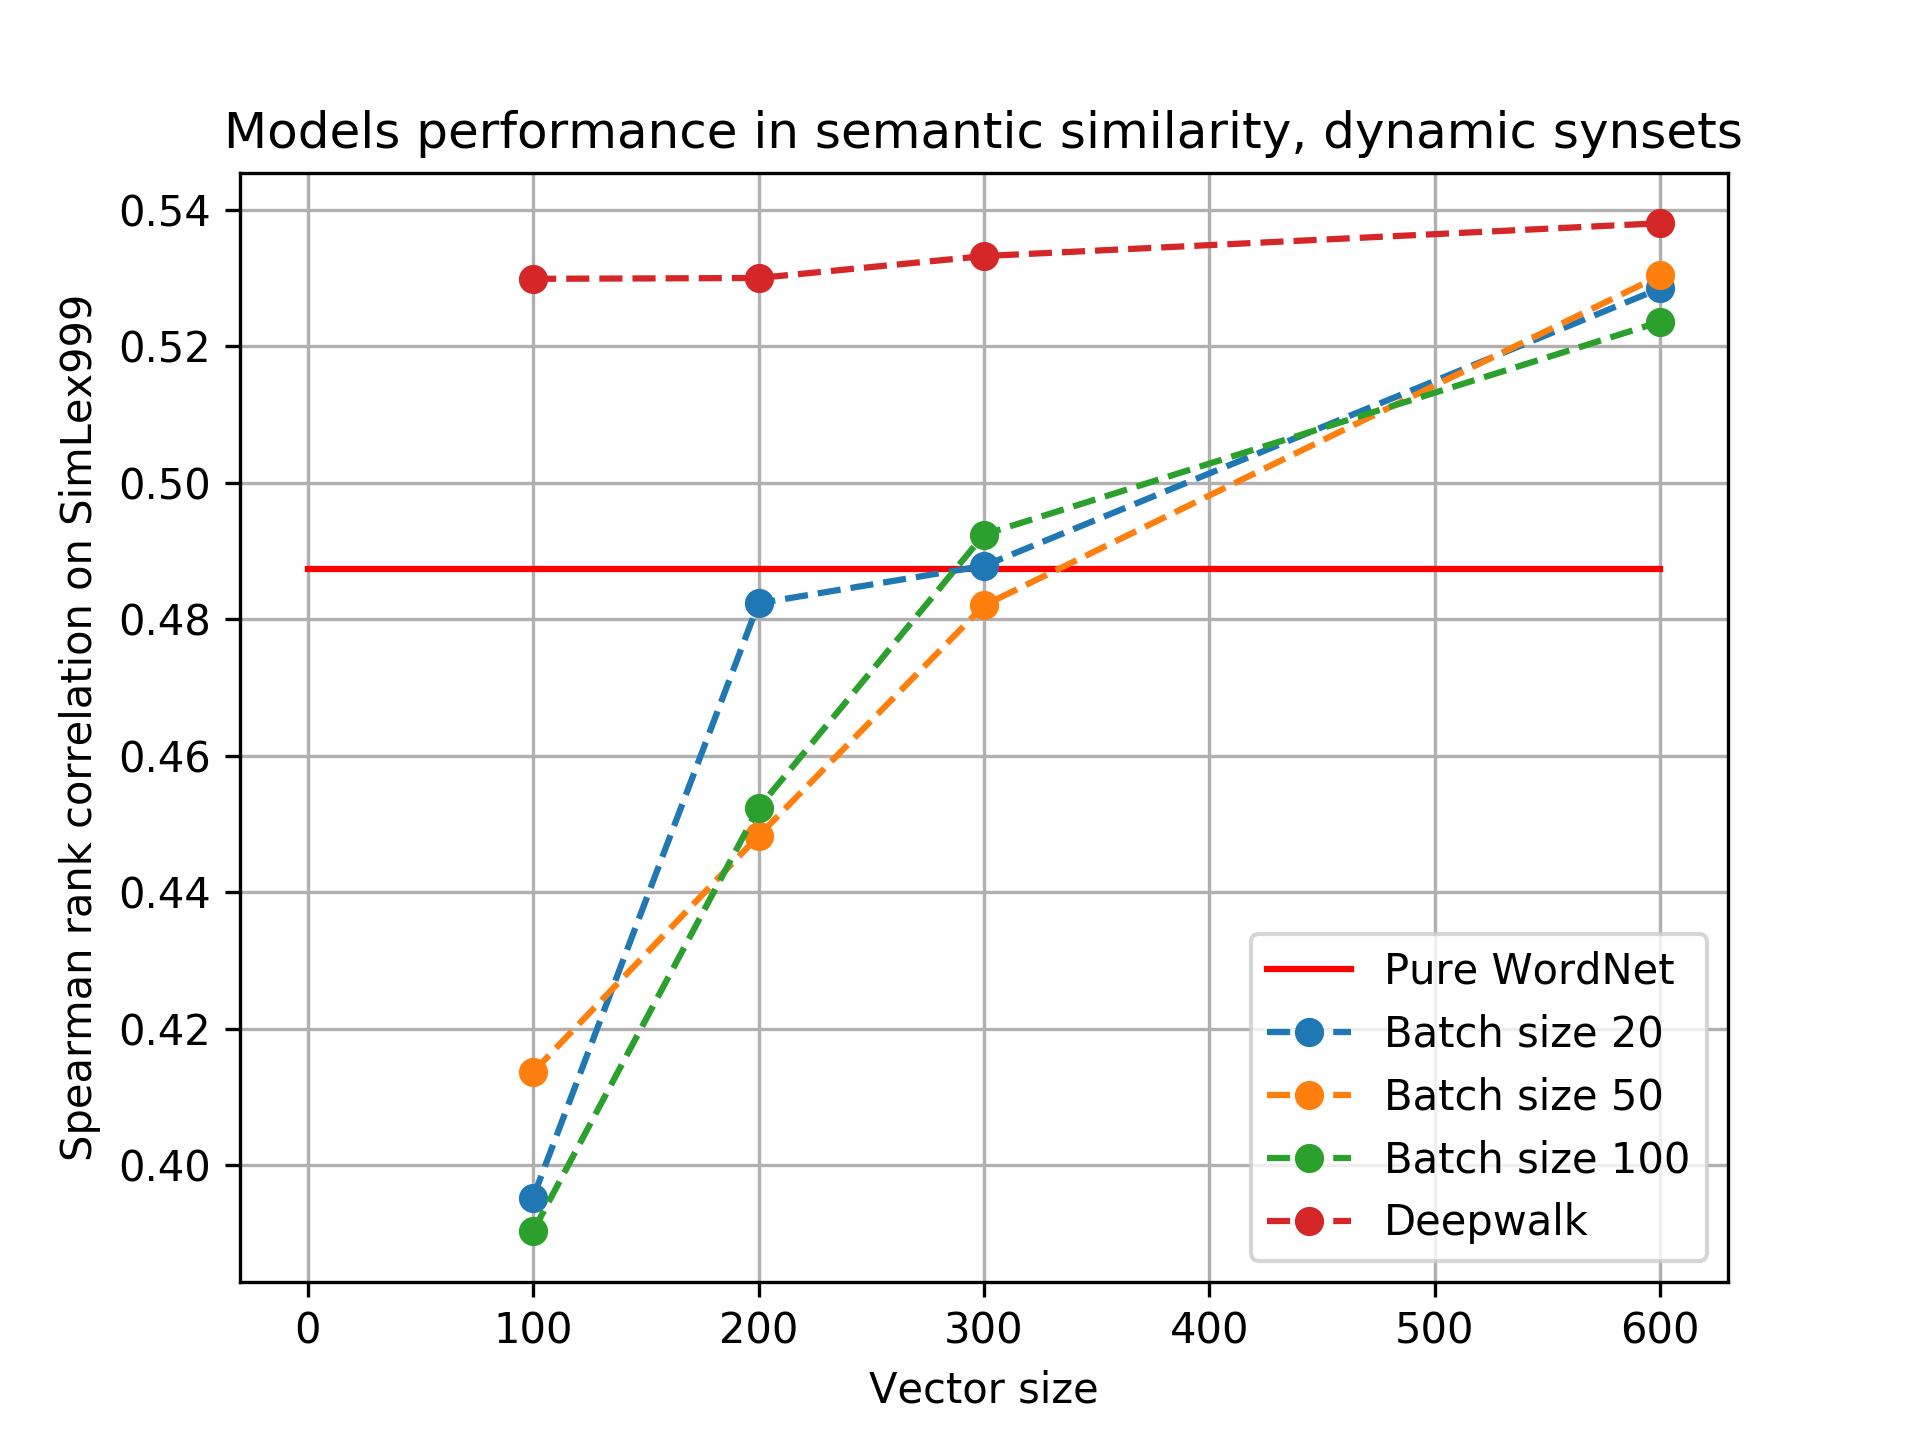 Models performance in semantic similarity, dynamic synsets
Spearman rank correlation on SimLex999
0.54
0.52
0.50
0.48
0.46
0.44
0.42
0.40
Pure WordNet
Batch size 20
Batch size 50
Batch size 100
Deepwalk
0 100 200 300 400 500 600
Vector size